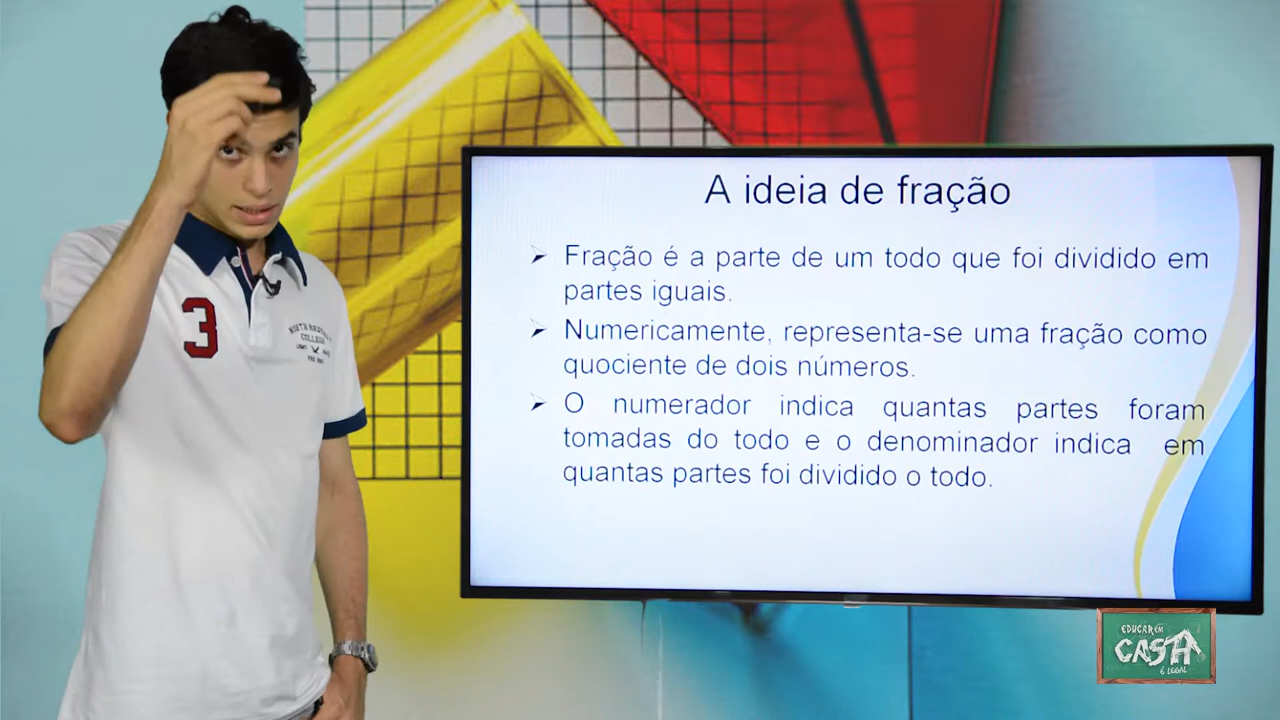 A ideia de fração
Fração é a parte de um todo que foi dividido em
partes iguais.
Numericamente, representa-se uma fração como
quociente de dois números.
O numerador indica quantas partes foram
tomadas do todo e o denominador indica em
quantas partes foi dividido o todo.
3
COLLEGE
EDUCAR EM
CASA
É LEGAL